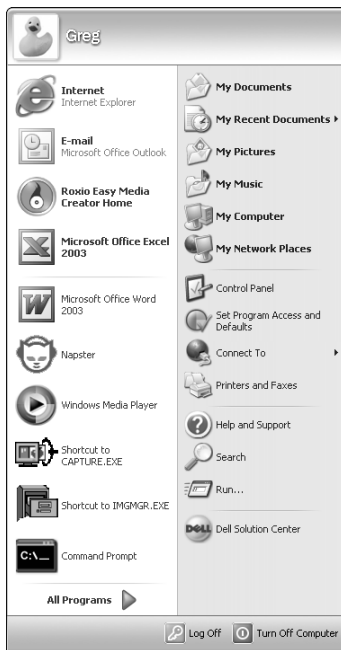 Greg
Internet
Internet Explorer
E-mail
Microsoft Office Outlook
Roxio Easy Media
Creator Home
Microsoft Office Excel
2003
Microsoft Office Word
2003
Napster
Windows Media Player
Shortcut to
CAPTURE.EXE
Shortcut to IMGMGR.EXE
C:\_
Command Prompt
All Programs
My Documents
My Recent Documents
My Pictures
My Music
My Computer
My Network Places
Control Panel
Set Program Access and
Defaults
Connect To
Printers and Faxes
Help and Support
Search
Run...
DELL
Dell Solution Center
Log Off
Turn Off Computer